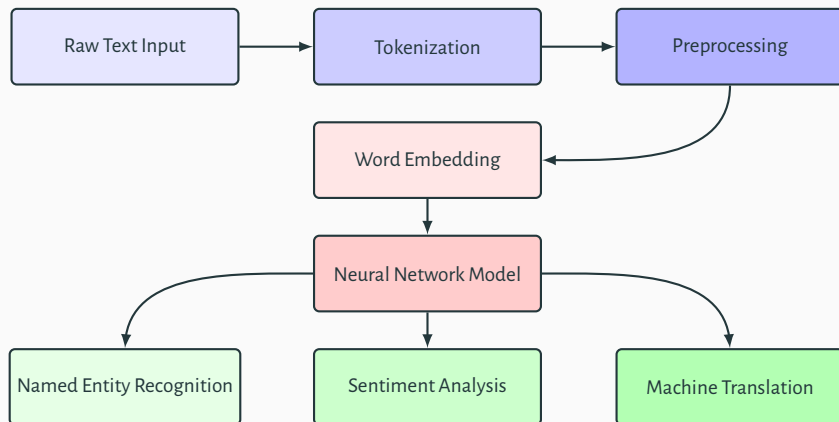 Raw Text Input
Tokenization
Preprocessing
Word Embedding
Neural Network Model
Named Entity Recognition
Sentiment Analysis
Machine Translation